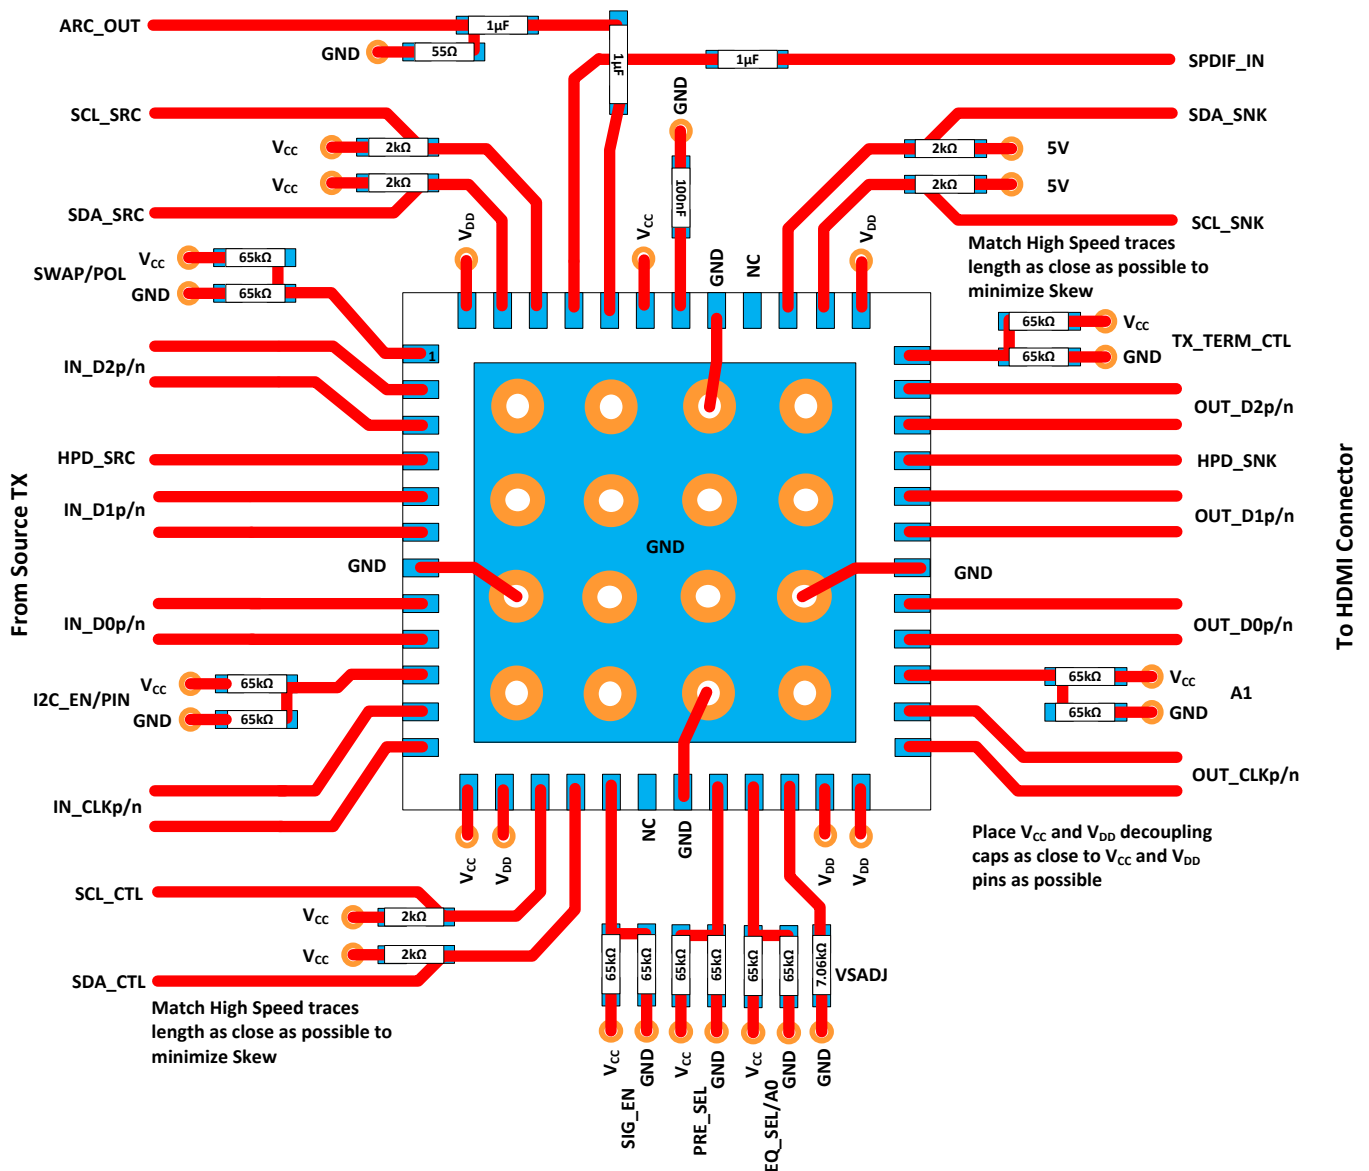 ARC_OUT
1µF
GND
55Ω
1µF
1µF
SPDIF_IN
GND
SCL_SRC
SDA_SNK
VCC
2kΩ
2kΩ
5V
VCC
2kΩ
100nF
2kΩ
5V
SDA_SRC
SCL_SNK
VDD
VCC
GND
NC
VDD
Match High Speed traces
length as close as possible to
minimize Skew
VCC
65kΩ
SWAP/POL
GND
65kΩ
65kΩ
VCC
TX_TERM_CTL
65kΩ
GND
1
IN_D2p/n
OUT_D2p/n
HPD_SRC
HPD_SNK
IN_D1p/n
OUT_D1p/n
GND
GND
GND
From Source TX
To HDMI Connector
IN_D0p/n
OUT_D0p/n
VCC
65kΩ
I2C_EN/PIN
GND
65kΩ
65kΩ
VCC
A1
65kΩ
GND
IN_CLKp/n
OUT_CLKp/n
VCC
VDD
NC
GND
VDD
VDD
Place VCC and VDD decoupling
caps as close to VCC and VDD
pins as possible
SCL_CTL
VCC
2kΩ
VCC
2kΩ
SDA_CTL
65kΩ
65kΩ
65kΩ
65kΩ
65kΩ
65kΩ
7.06kΩ
VSADJ
Match High Speed traces
length as close as possible to
minimize Skew
VCC
GND
VCC
GND
VCC
GND
GND
SIG_EN
PRE_SEL
EQ_SEL/A0